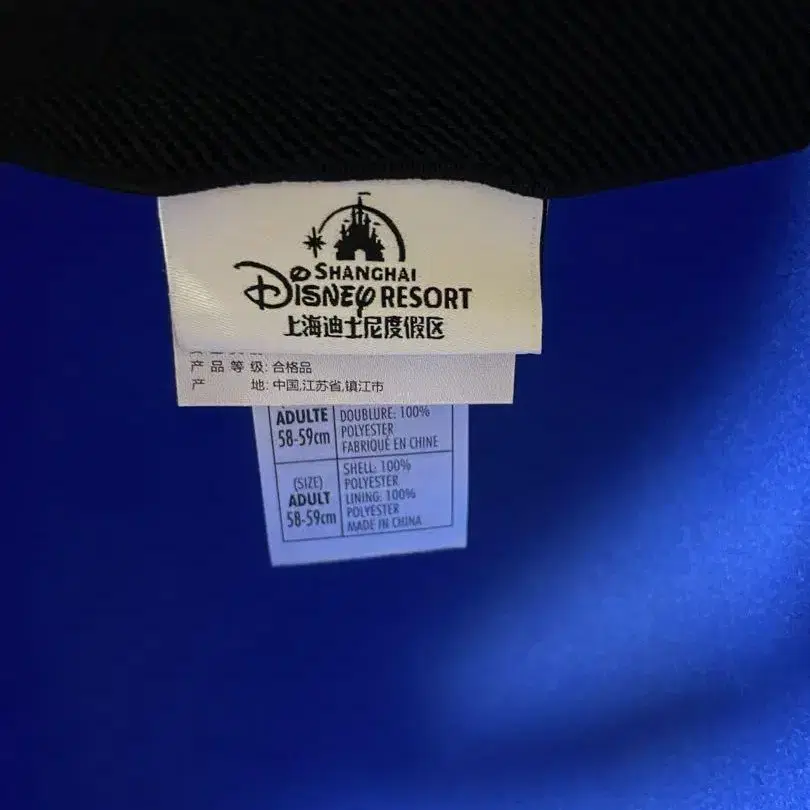 SHANGHAI
DISNEY RESORT
上海迪士尼度假区
产品等级: 合格品
产 地: 中国,江苏省,镇江市
ADULTE
58-59cm
DOUBLURE: 100%
POLYESTER
FABRIQUÉ EN CHINE
(SIZE)
ADULT
58-59cm
SHELL: 100%
POLYESTER
LINING: 100%
POLYESTER
MADE IN CHINA